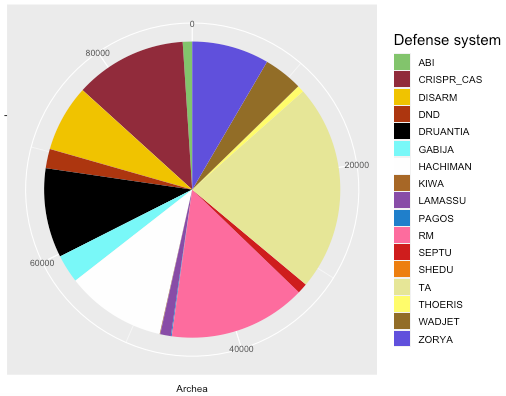 0
20000
40000
60000
80000
Archea
Defense system
ABI
CRISPR_CAS
DISARM
DND
DRUANTIA
GABIJA
HACHIMAN
KIWA
LAMASSU
PAGOS
RM
SEPTU
SHEDU
TA
THOERIS
WADJET
ZORYA